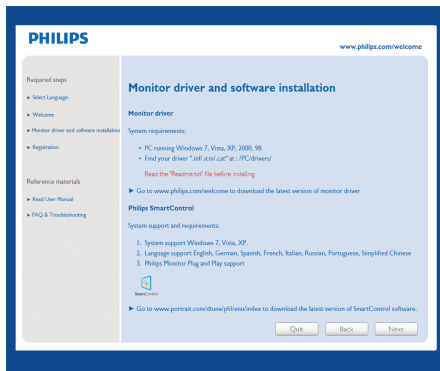 PHILIPS
www.philips.com/welcome
Required steps
► Select Language:
► Welcome
► Monitor driver and software installation
► Registration
Reference materials
► Read User Manual
► FAQ & Troubleshooting
Monitor driver and software installation
Monitor driver
System requirements:
• PC running Windows 7, Vista, XP, 2000, 98.
• Find your driver ".inf/ .icm/ .cat" at : /PC/drivers/
Read the "Readme.txt" file before installing.
► Go to www.philips.com/welcome to download the latest version of monitor driver
Philips SmartControl
System support and requirements:
1. System support Windows 7, Vista, XP.
2. Language support English, German, Spanish, French, Italian, Russian, Portuguese, Simplified Chinese
3. Philips Monitor Plug and Play support
SmartControl
► Go to www.portrait.com/dtune/phl/enu/index to download the latest version of SmartControl software.
Quit Back Next